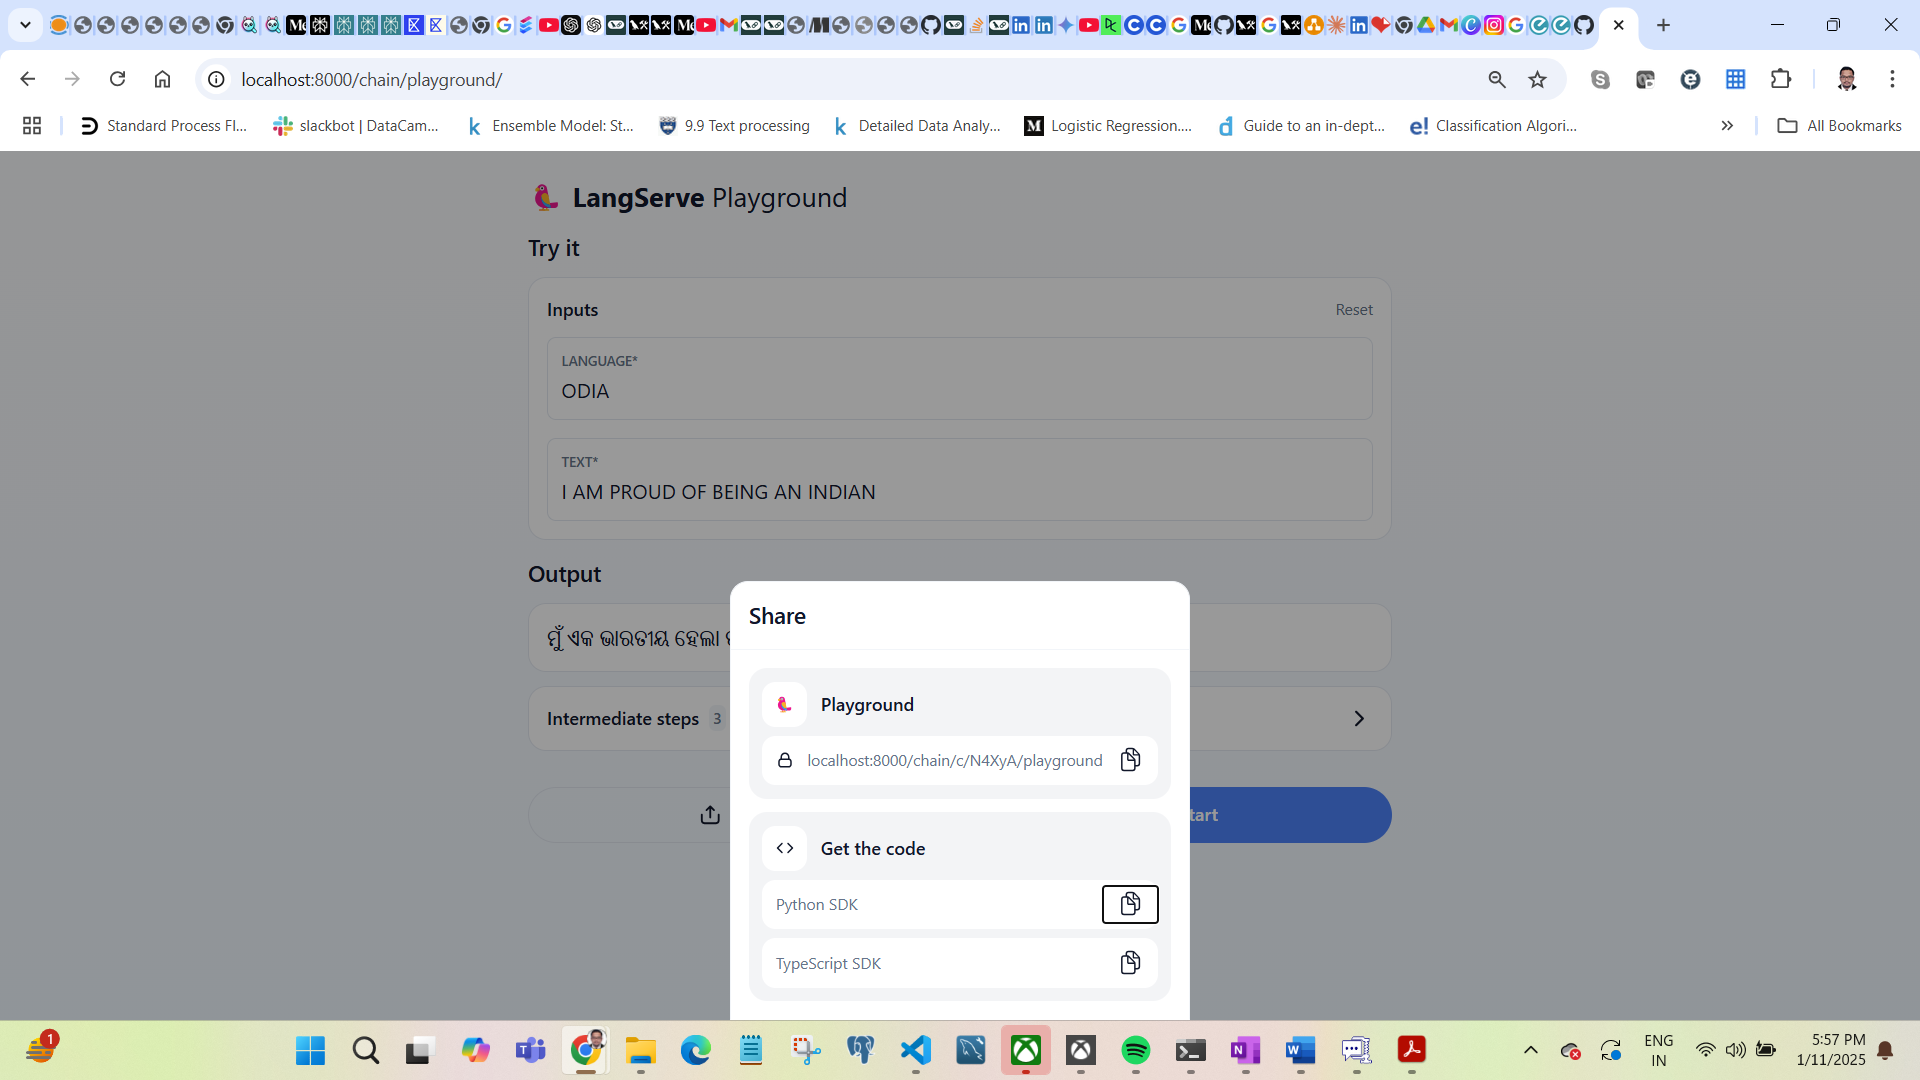 localhost:8000/chain/playground/
Standard Process Fl...
slackbot | DataCam...
Ensemble Model: St...
9.9 Text processing
Detailed Data Analy...
Logistic Regression....
Guide to an in-dept...
Classification Algori...
All Bookmarks
LangServe Playground
Try it
Inputs
Reset
LANGUAGE*
ODIA
TEXT*
I AM PROUD OF BEING AN INDIAN
Output
ମୁଁ ଏକ ଭାରତୀୟ ହେଲା
Intermediate steps 3
Share
Playground
localhost:8000/chain/c/N4XyA/playground
tart
Get the code
Python SDK
TypeScript SDK
1
ENG
IN
5:57 PM
1/11/2025